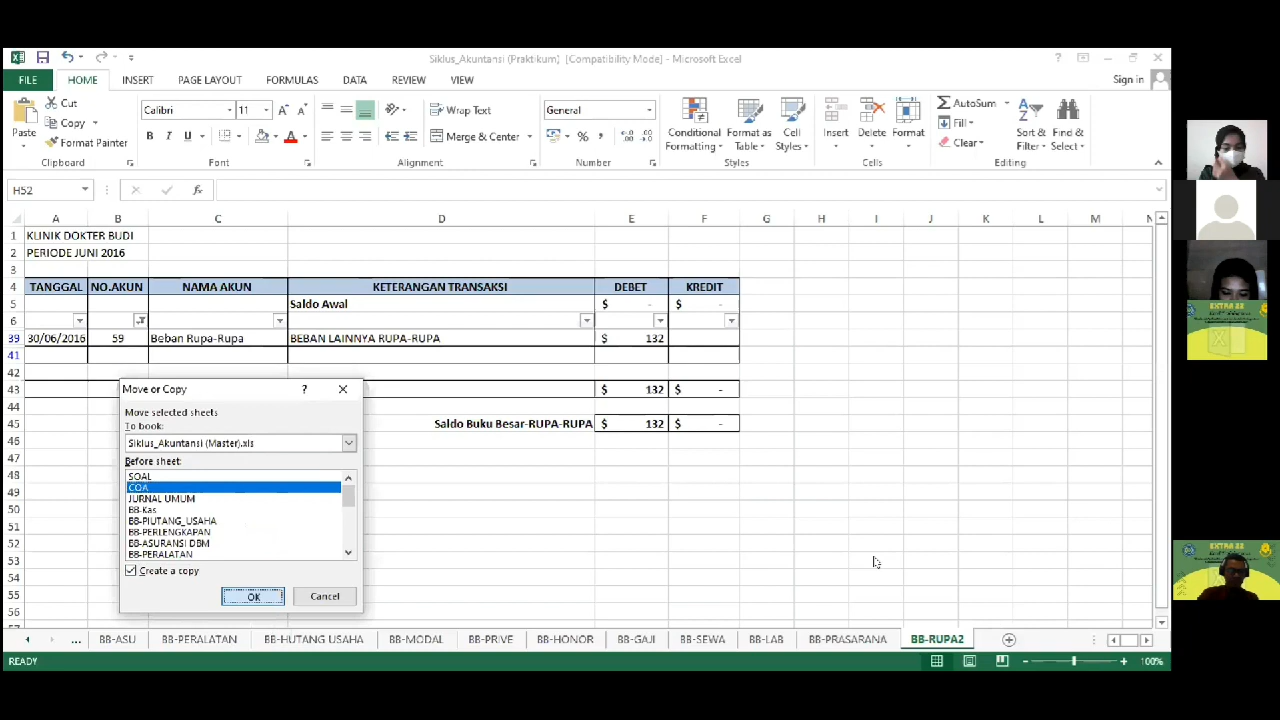 Siklus_Akuntansi (Praktikum) [Compatibility Mode] - Microsoft Excel
FILE HOME INSERT PAGE LAYOUT FORMULAS DATA REVIEW VIEW Sign in
Paste Cut Copy Format Painter
Calibri 11
B I U
Wrap Text
Merge & Center
General
$ % ,
Conditional Formatting Format as Table Cell Styles
Insert Delete Format
AutoSum Fill Clear
Sort & Filter Find & Select
Clipboard Font Alignment Number Styles Cells Editing
H52 fx
A B C D E F G H I J K L M N
1 KLINIK DOKTER BUDI
2 PERIODE JUNI 2016
3
4 TANGGAL NO.AKUN NAMA AKUN KETERANGAN TRANSAKSI DEBET KREDIT
5 Saldo Awal $ - $ -
6
39 30/06/2016 59 Beban Rupa-Rupa BEBAN LAINNYA RUPA-RUPA $ 132
41
42
43 $ 132 $ -
44
45 Saldo Buku Besar-RUPA-RUPA $ 132 $ -
46
47
48
49
50
51
52
53
54
55
56
Move or Copy ?
Move selected sheets
To book:
Siklus_Akuntansi (Master).xls
Before sheet:
SOAL
COA
JURNAL UMUM
BB-Kas
BB-PIUTANG_USAHA
BB-PERLENGKAPAN
BB-ASURANSI DBM
BB-PERALATAN
Create a copy
OK Cancel
... BB-ASU BB-PERALATAN BB-HUTANG USAHA BB-MODAL BB-PRIVE BB-HONOR BB-GAJI BB-SEWA BB-LAB BB-PRASARANA BB-RUPA2
READY 100%
EXTRA 22
EXTRA 22